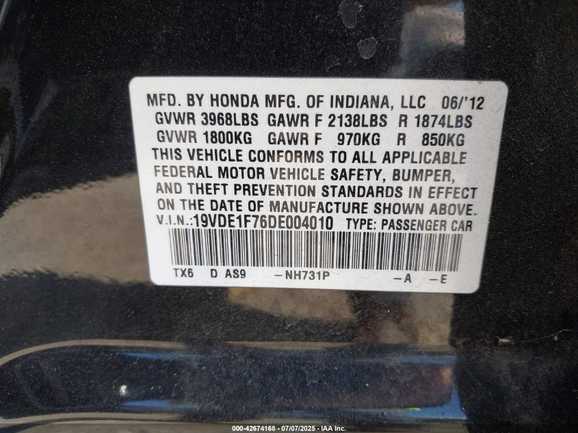 MFD. BY HONDA MFG. OF INDIANA, LLC 06/'12
GVWR 3968LBS GAWR F 2138LBS R 1874LBS
GVWR 1800KG GAWR F 970KG R 850KG
THIS VEHICLE CONFORMS TO ALL APPLICABLE
FEDERAL MOTOR VEHICLE SAFETY, BUMPER,
AND THEFT PREVENTION STANDARDS IN EFFECT
ON THE DATE OF MANUFACTURE SHOWN ABOVE.
V.I.N.:19VDE1F76DE004010 TYPE: PASSENGER CAR
TX6 D AS9 -NH731P -A -E
000-42674168 - 07/07/2025 - IAA Inc.